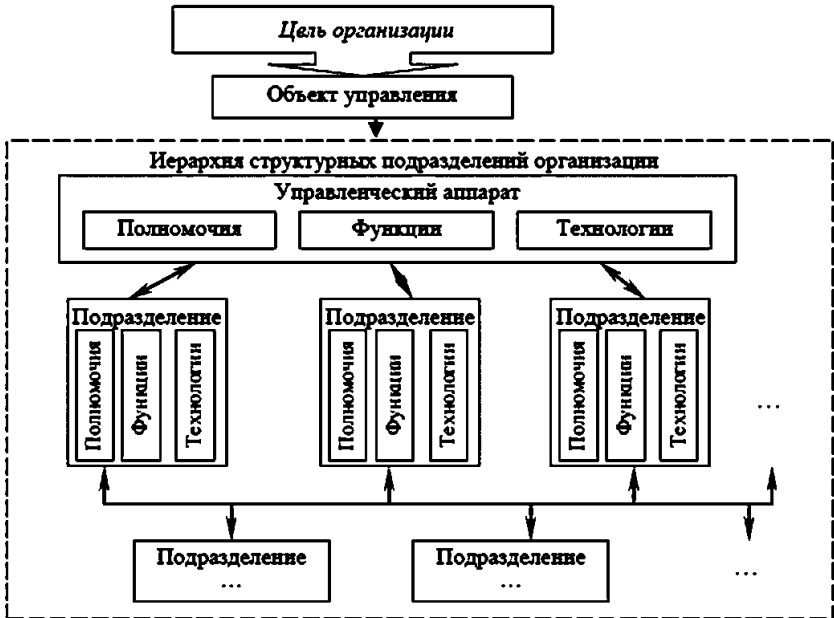 Цель организации
Объект управления
Иерархия структурных подразделений организации
Управленческий аппарат
Полномочия
Функции
Технологии
Подразделение
Полномочия
Функции
Технологии
Подразделение
Полномочия
Функции
Технологии
Подразделение
Полномочия
Функции
Технологии
...
Подразделение
...
Подразделение
...
...